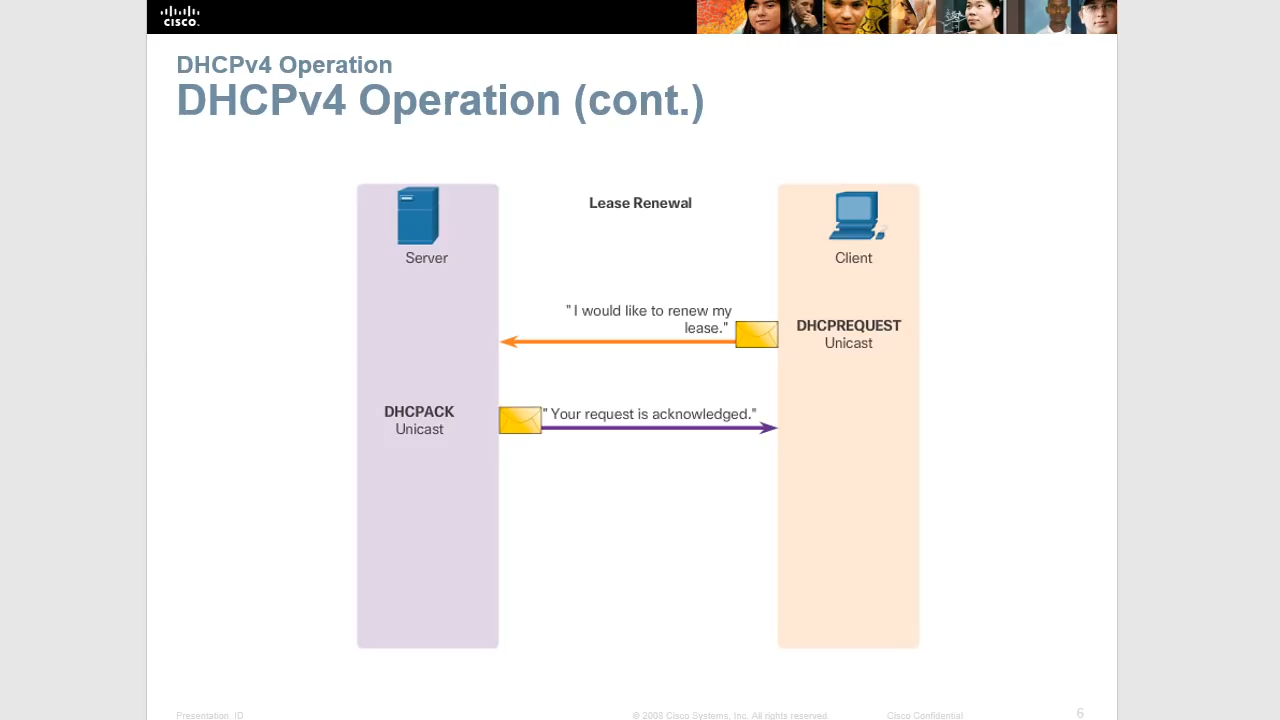 CISCO.
DHCPv4 Operation
DHCPv4 Operation (cont.)
Lease Renewal
Server
Client
" I would like to renew my
lease."
DHCPREQUEST
Unicast
DHCPACK
Unicast
" Your request is acknowledged."
Presentation_ID
© 2008 Cisco Systems, Inc. All rights reserved.
Cisco Confidential
6